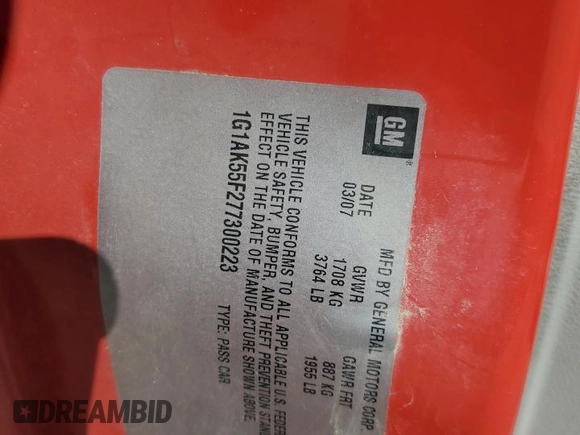 GM
MFD BY GENERAL MOTORS CORP
DATE GVWR GAWR FRT
03/07 1708 KG 887 KG
3764 LB 1955 LB
THIS VEHICLE CONFORMS TO ALL APPLICABLE U.S. FEDER
VEHICLE SAFETY, BUMPER, AND THEFT PREVENTION STAN
EFFECT ON THE DATE OF MANUFACTURE SHOWN ABOVE.
1G1AK55F277300223 TYPE: PASS CAR
DREAMBID